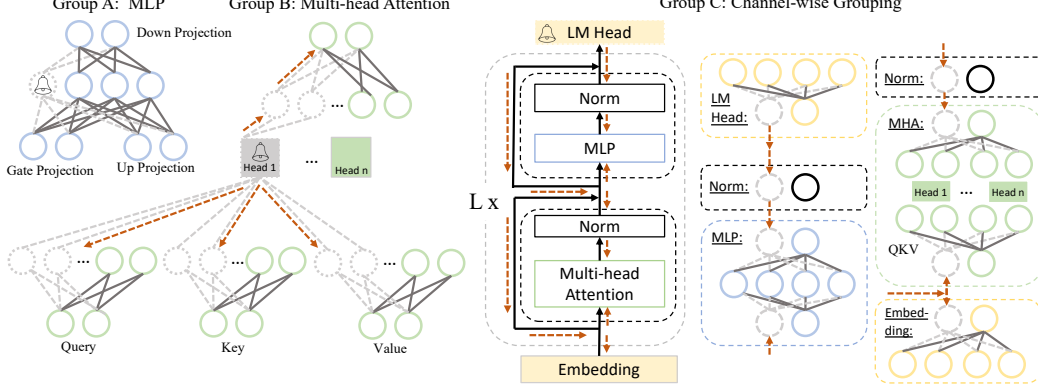 Group A: MLP
Group B: Multi-head Attention
Group C: Channel-wise Grouping
Down Projection
Gate Projection
Up Projection
...
Head 1
...
Head n
...
...
...
Query
Key
Value
LM Head
Norm
MLP
L x
Norm
Multi-head
Attention
Embedding
LM
Head:
Norm:
MLP:
Norm:
MHA:
Head 1
...
Head n
QKV
Embed-
ding: